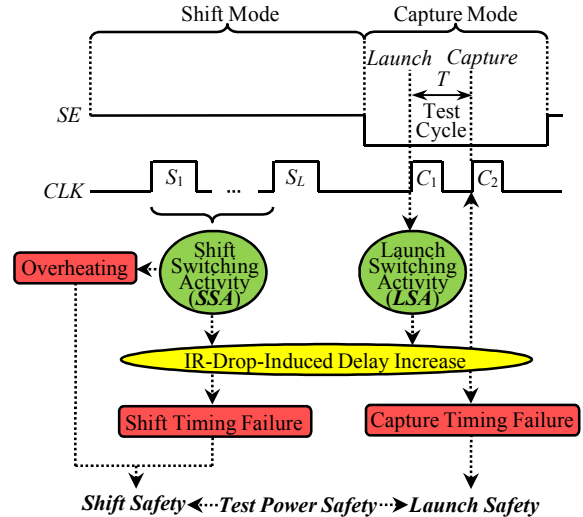 Shift Mode
Capture Mode
Launch
Capture
T
SE
Test
Cycle
CLK
S1
...
SL
C1
C2
Shift
Switching
Activity
(SSA)
Launch
Switching
Activity
(LSA)
Overheating
IR-Drop-Induced Delay Increase
Shift Timing Failure
Capture Timing Failure
Shift Safety
Test Power Safety
Launch Safety